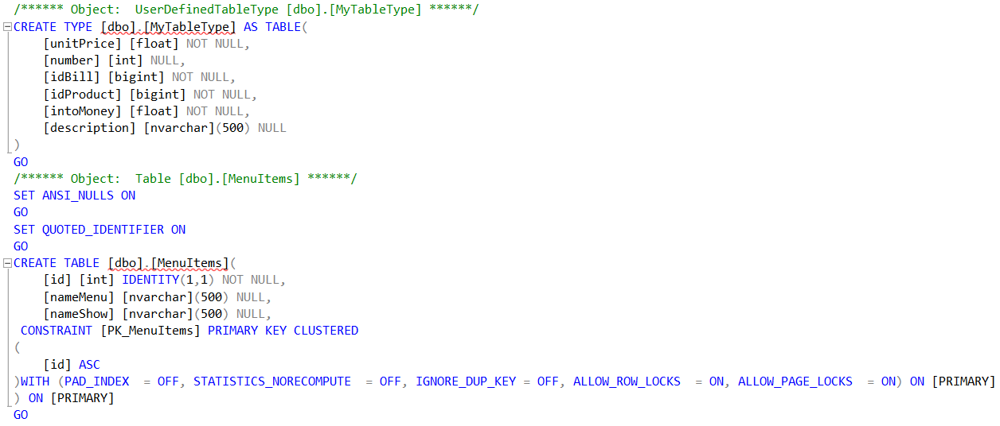 /****** Object:  UserDefinedTableType [dbo].[MyTableType] ******/
CREATE TYPE [dbo].[MyTableType] AS TABLE(
    [unitPrice] [float] NOT NULL,
    [number] [int] NULL,
    [idBill] [bigint] NOT NULL,
    [idProduct] [bigint] NOT NULL,
    [intoMoney] [float] NOT NULL,
    [description] [nvarchar](500) NULL
)
GO
/****** Object:  Table [dbo].[MenuItems] ******/
SET ANSI_NULLS ON
GO
SET QUOTED_IDENTIFIER ON
GO
CREATE TABLE [dbo].[MenuItems](
    [id] [int] IDENTITY(1,1) NOT NULL,
    [nameMenu] [nvarchar](500) NULL,
    [nameShow] [nvarchar](500) NULL,
 CONSTRAINT [PK_MenuItems] PRIMARY KEY CLUSTERED
(
    [id] ASC
)WITH (PAD_INDEX  = OFF, STATISTICS_NORECOMPUTE  = OFF, IGNORE_DUP_KEY = OFF, ALLOW_ROW_LOCKS  = ON, ALLOW_PAGE_LOCKS  = ON) ON [PRIMARY]
) ON [PRIMARY]
GO